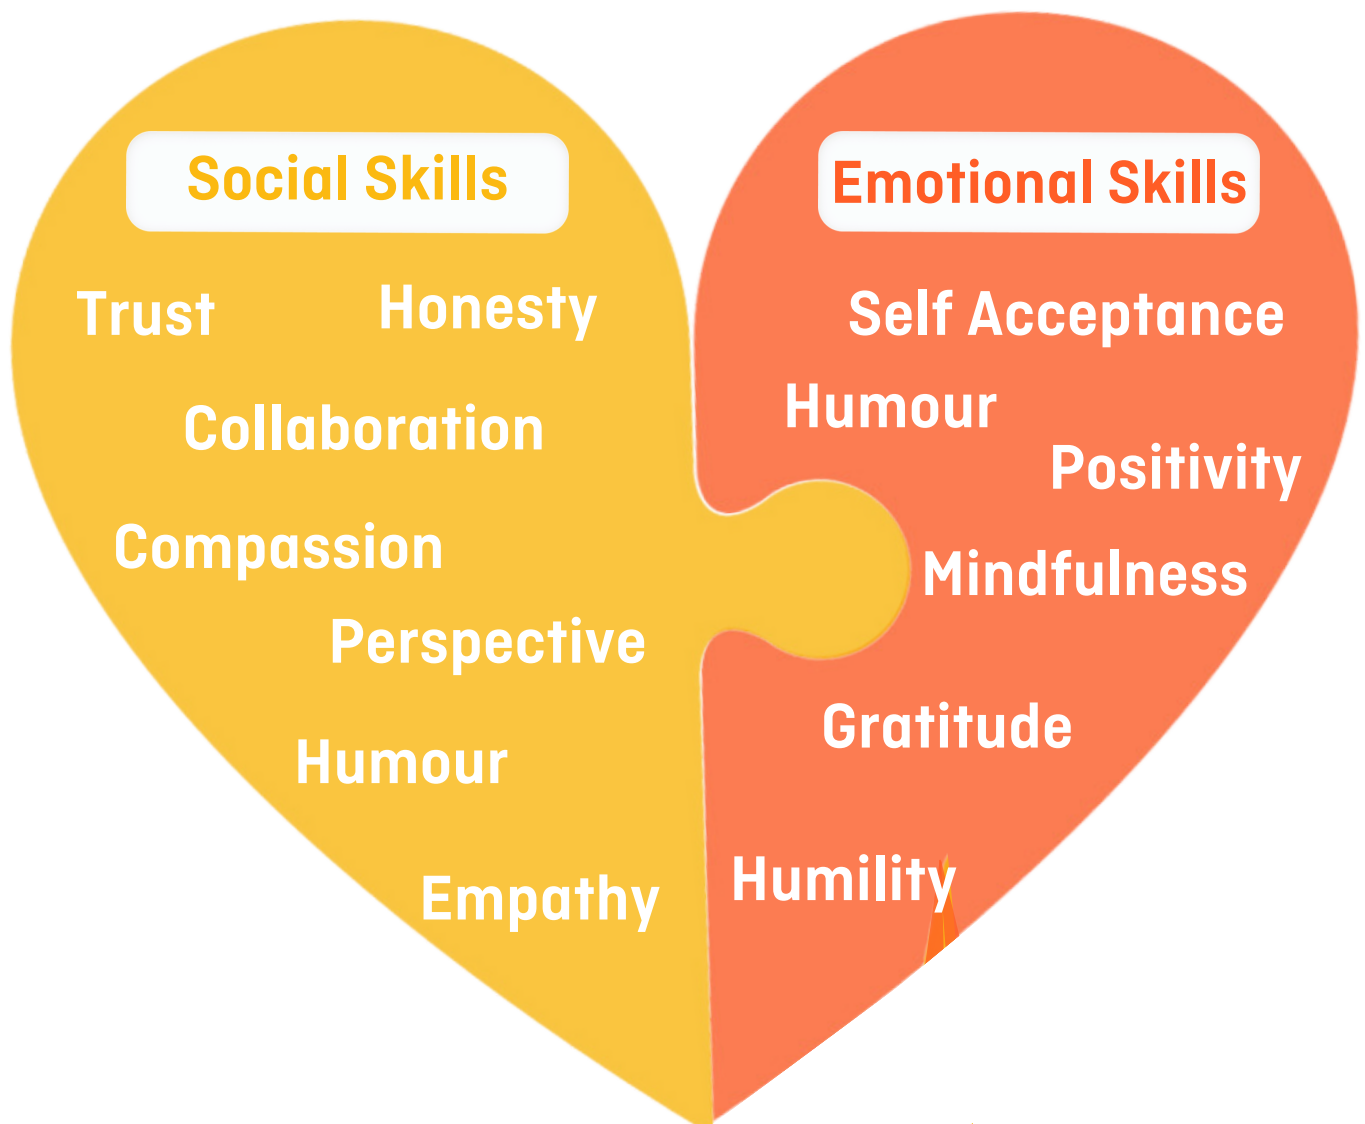 Social Skills
Trust
Honesty
Collaboration
Compassion
Perspective
Humour
Empathy
Emotional Skills
Self Acceptance
Humour
Positivity
Mindfulness
Gratitude
Humility